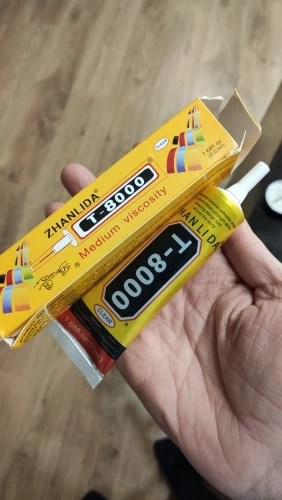 ZHANLIDA®
T-8000
Medium viscosity
CLEAR
ZHANLIDA
T-8000
CLEAR